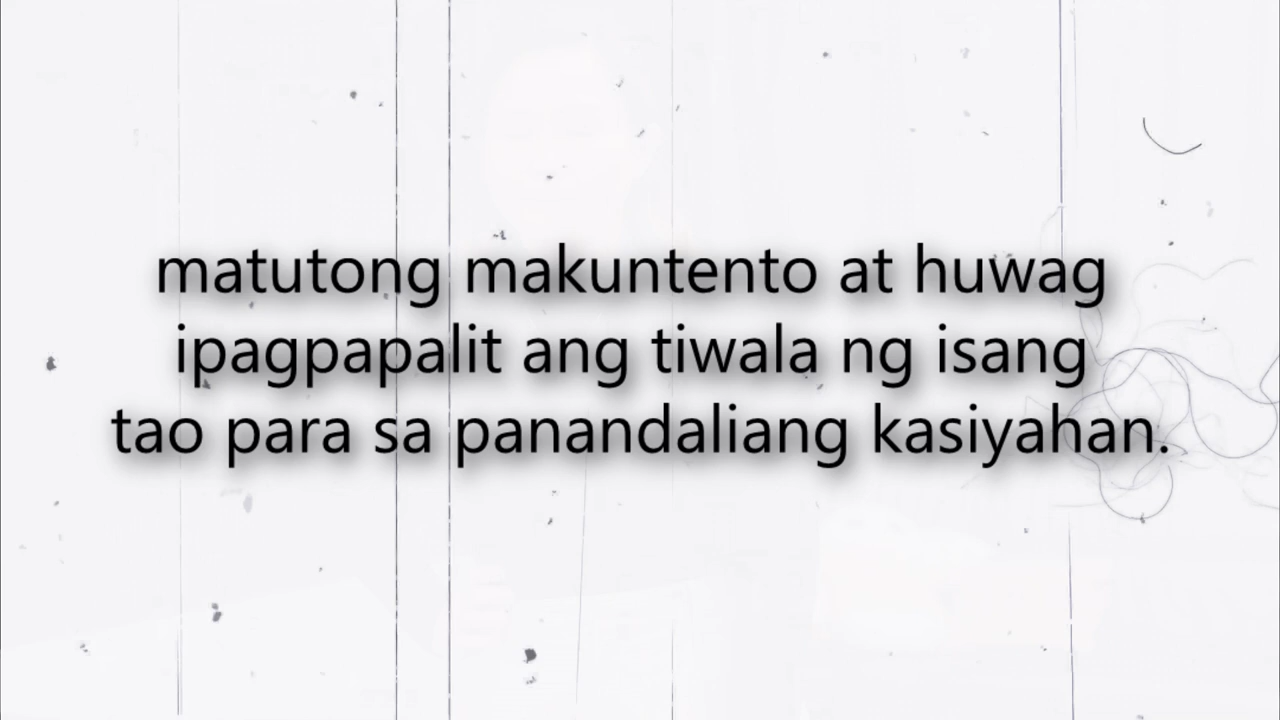 matutong makuntento at huwag
ipagpapalit ang tiwala ng isang
tao para sa panandaliang kasiyahan.